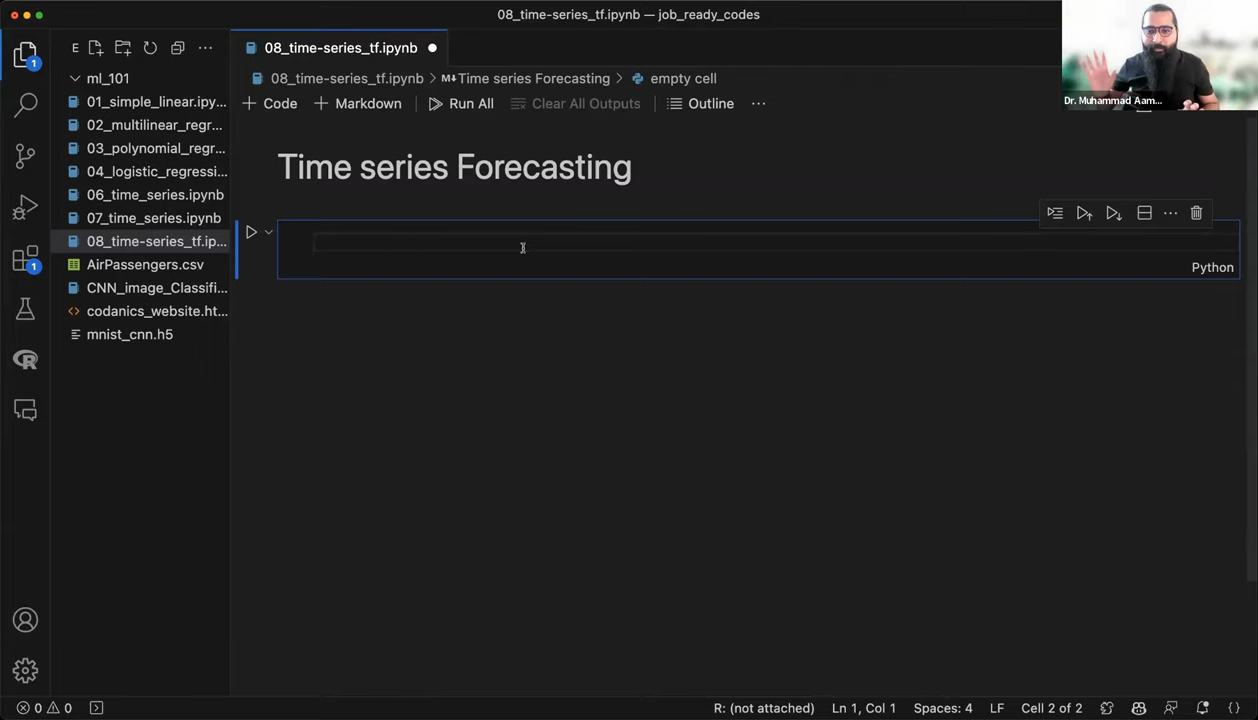 08_time-series_tf.ipynb — job_ready_codes
E
08_time-series_tf.ipynb
ml_101
01_simple_linear.ipy...
02_multilinear_regr...
03_polynomial_regr...
04_logistic_regressi...
06_time_series.ipynb
07_time_series.ipynb
08_time-series_tf.ip...
AirPassengers.csv
CNN_image_Classifi...
codanics_website.ht...
mnist_cnn.h5
1
1
08_time-series_tf.ipynb > M↓Time series Forecasting > empty cell
+ Code + Markdown Run All Clear All Outputs Outline ...
Time series Forecasting
Python
Dr. Muhammad Aam...
0 0
R: (not attached) Ln 1, Col 1 Spaces: 4 LF Cell 2 of 2